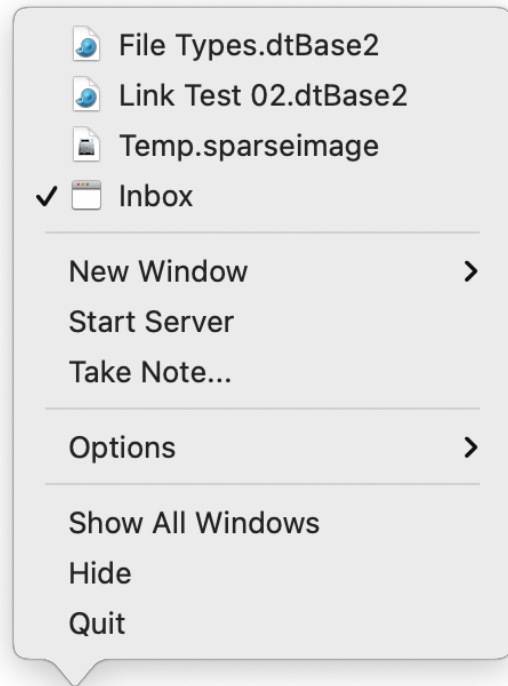 File Types.dtBase2
Link Test 02.dtBase2
Temp.sparseimage
Inbox
New Window
Start Server
Take Note...
Options
Show All Windows
Hide
Quit